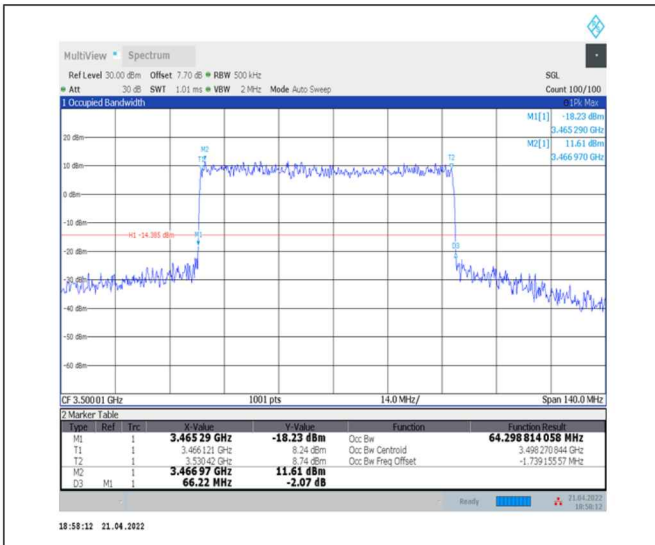 MultiView Spectrum
Ref Level 30.00 dBm Offset 7.70 dB RBW 500 kHz SGL
Att 30 dB SWT 1.01 ms VBW 2 MHz Mode Auto Sweep Count 100/100
1 Occupied Bandwidth 1Pk Max
M1[1] -18.23 dBm
3.465 290 GHz
20 dBm
M2[1] 11.61 dBm
3.466 970 GHz
M2
T1
T2
10 dBm
0 dBm
-10 dBm
H1 -14.385 dBm
M1
-20 dBm
D3
-30 dBm
-40 dBm
-50 dBm
-60 dBm
CF 3.500 01 GHz 1001 pts 14.0 MHz/ Span 140.0 MHz
2 Marker Table
Type Ref Trc X-Value Y-Value Function Function Result
M1 1 3.465 29 GHz -18.23 dBm Occ Bw 64.298 814 058 MHz
T1 1 3.466 121 GHz 8.24 dBm Occ Bw Centroid 3.498 270 844 GHz
T2 1 3.530 42 GHz 8.74 dBm Occ Bw Freq Offset -1.739 155 57 MHz
M2 1 3.466 97 GHz 11.61 dBm
D3 M1 1 66.22 MHz -2.07 dB
Ready 21.04.2022
18:58:12
18:58:12 21.04.2022